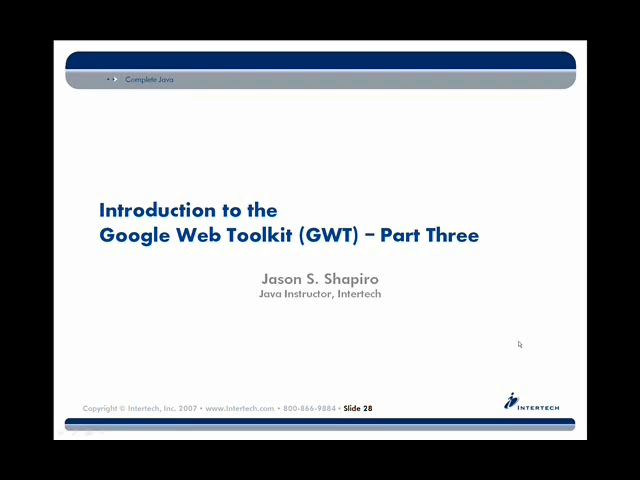 Complete Java
Introduction to the
Google Web Toolkit (GWT) – Part Three
Jason S. Shapiro
Java Instructor, Intertech
Copyright © Intertech, Inc. 2007 • www.Intertech.com • 800-866-9884 • Slide 28
INTERTECH